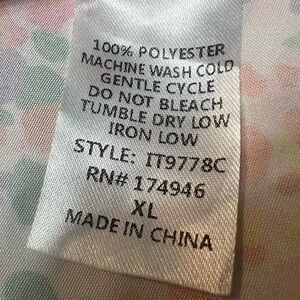 100% POLYESTER
MACHINE WASH COLD
GENTLE CYCLE
DO NOT BLEACH
TUMBLE DRY LOW
IRON LOW
STYLE: IT9778C
RN# 174946
XL
MADE IN CHINA